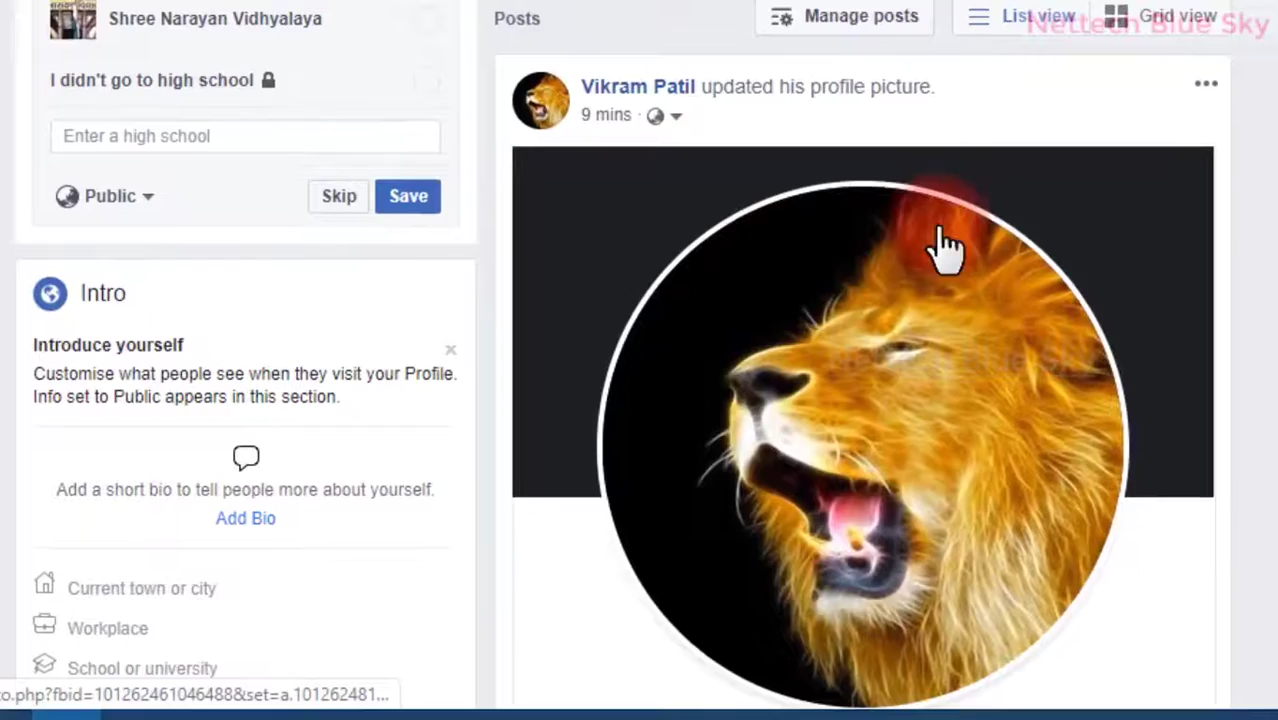 Shree Narayan Vidhyalaya
I didn't go to high school
Enter a high school
Public
Skip
Save
Intro
Introduce yourself
Customise what people see when they visit your Profile.
Info set to Public appears in this section.
Add a short bio to tell people more about yourself.
Add Bio
Current town or city
Workplace
School or university
to.php?fbid=101262461046488&set=a.101262481...
Posts
Manage posts
List view
Grid view
Nettech Blue Sky
Vikram Patil updated his profile picture.
9 mins ·
Nettech Blue Sky